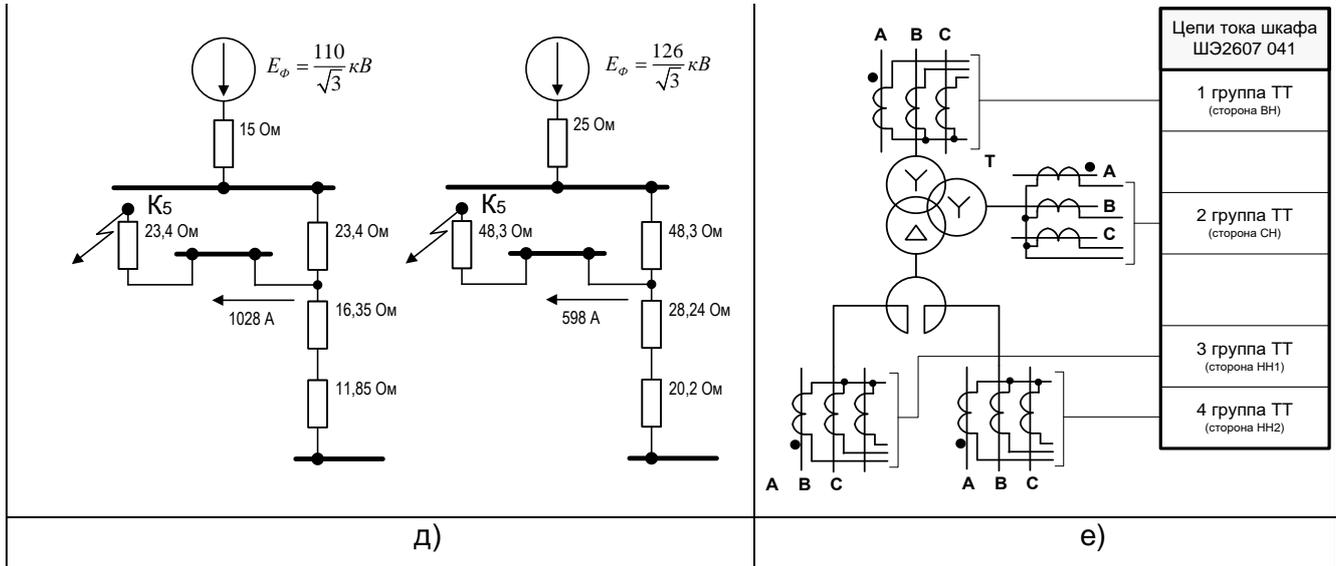 E_Ф = 110/√3 кВ
15 Ом
K5
23,4 Ом
23,4 Ом
1028 А
16,35 Ом
11,85 Ом
E_Ф = 126/√3 кВ
25 Ом
K5
48,3 Ом
48,3 Ом
598 А
28,24 Ом
20,2 Ом
д)
A B C
T
A
B
C
A B C
A B C
Цепи тока шкафа
ШЭ2607 041
1 группа ТТ
(сторона ВН)
2 группа ТТ
(сторона СН)
3 группа ТТ
(сторона НН1)
4 группа ТТ
(сторона НН2)
е)